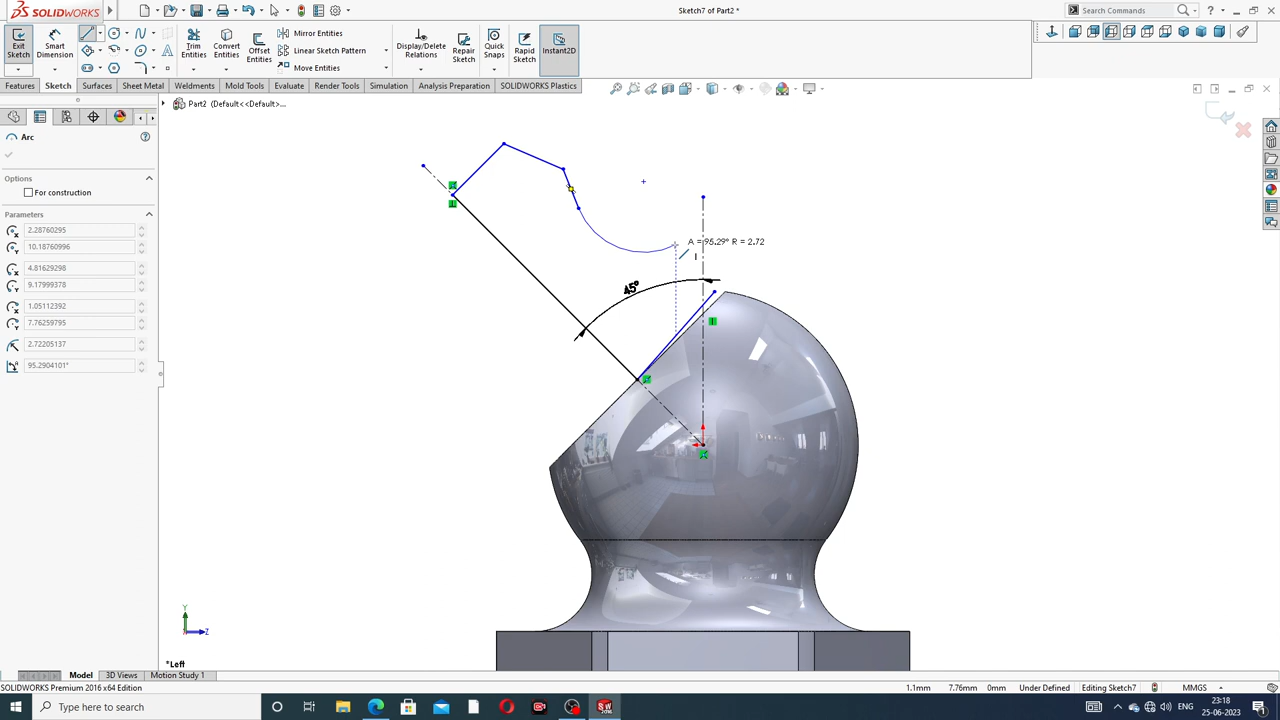 SOLIDWORKS
Sketch7 of Part2 *
Search Commands
Exit Sketch
Smart Dimension
Trim Entities
Convert Entities
Offset Entities
Mirror Entities
Linear Sketch Pattern
Move Entities
Display/Delete Relations
Repair Sketch
Quick Snaps
Rapid Sketch
Instant2D
Features
Sketch
Surfaces
Sheet Metal
Weldments
Mold Tools
Simulation
Evaluate
Render Tools
Simulation
Analysis Preparation
SOLIDWORKS Plastics
Part2 (Default<<Default>...
Arc
Options
For construction
Parameters
2.28760295
10.18760996
4.81629298
9.17999378
1.05112392
7.76259795
2.72205137
95.2904101°
A = 95.29° R = 2.72
45°
Y
Z
*Left
Model
3D Views
Motion Study 1
SOLIDWORKS Premium 2016 x64 Edition
1.1mm
7.76mm
0mm
Under Defined
Editing Sketch7
MMGS
Type here to search
ENG
23:18
25-06-2023